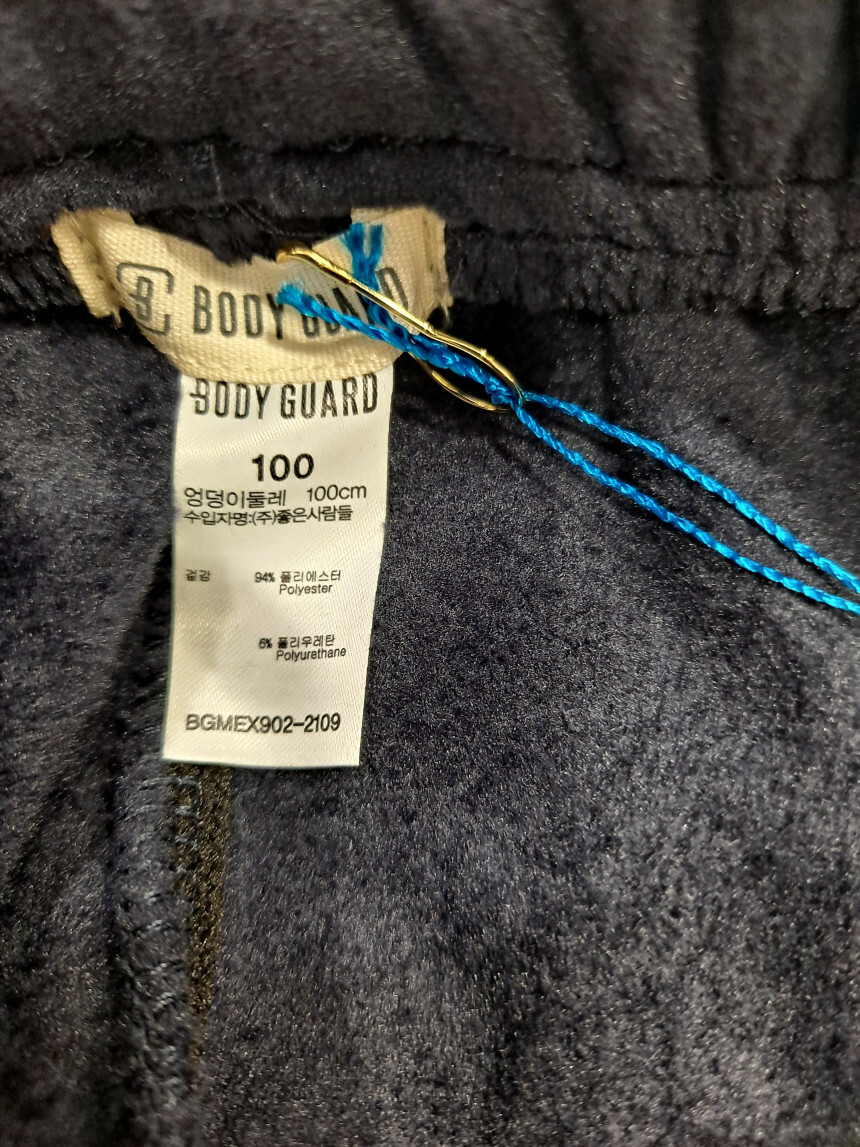 B BODY GUARD
BODY GUARD
100
엉덩이둘레 100cm
수입자명:(주)좋은사람들
겉감 94% 폴리에스터
Polyester
6% 폴리우레탄
Polyurethane
BGMEX902-2109